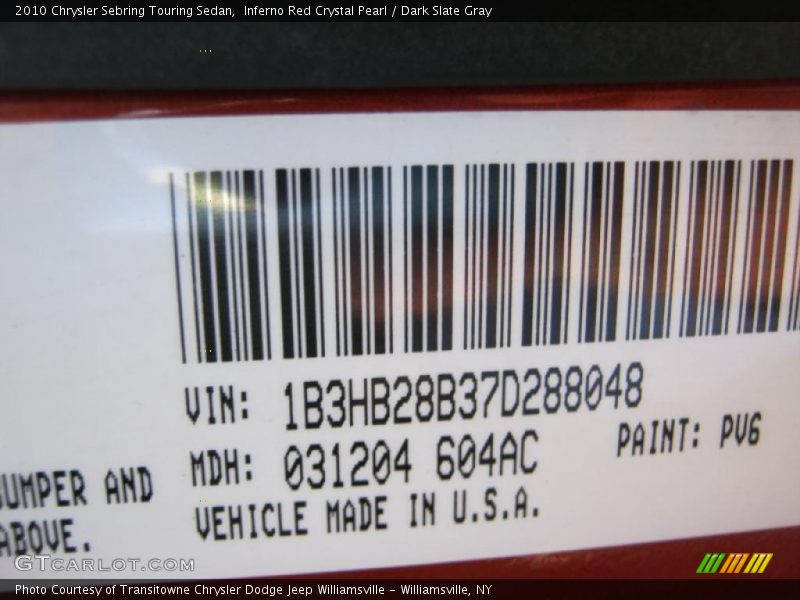 2010 Chrysler Sebring Touring Sedan,  Inferno Red Crystal Pearl / Dark Slate Gray
VIN: 1B3HB28B37D288048
MDH: 031204 604AC
PAINT: PV6
BUMPER AND
VEHICLE MADE IN U.S.A.
ABOVE.
GTCARLOT.COM
Photo Courtesy of Transitowne Chrysler Dodge Jeep Williamsville - Williamsville, NY